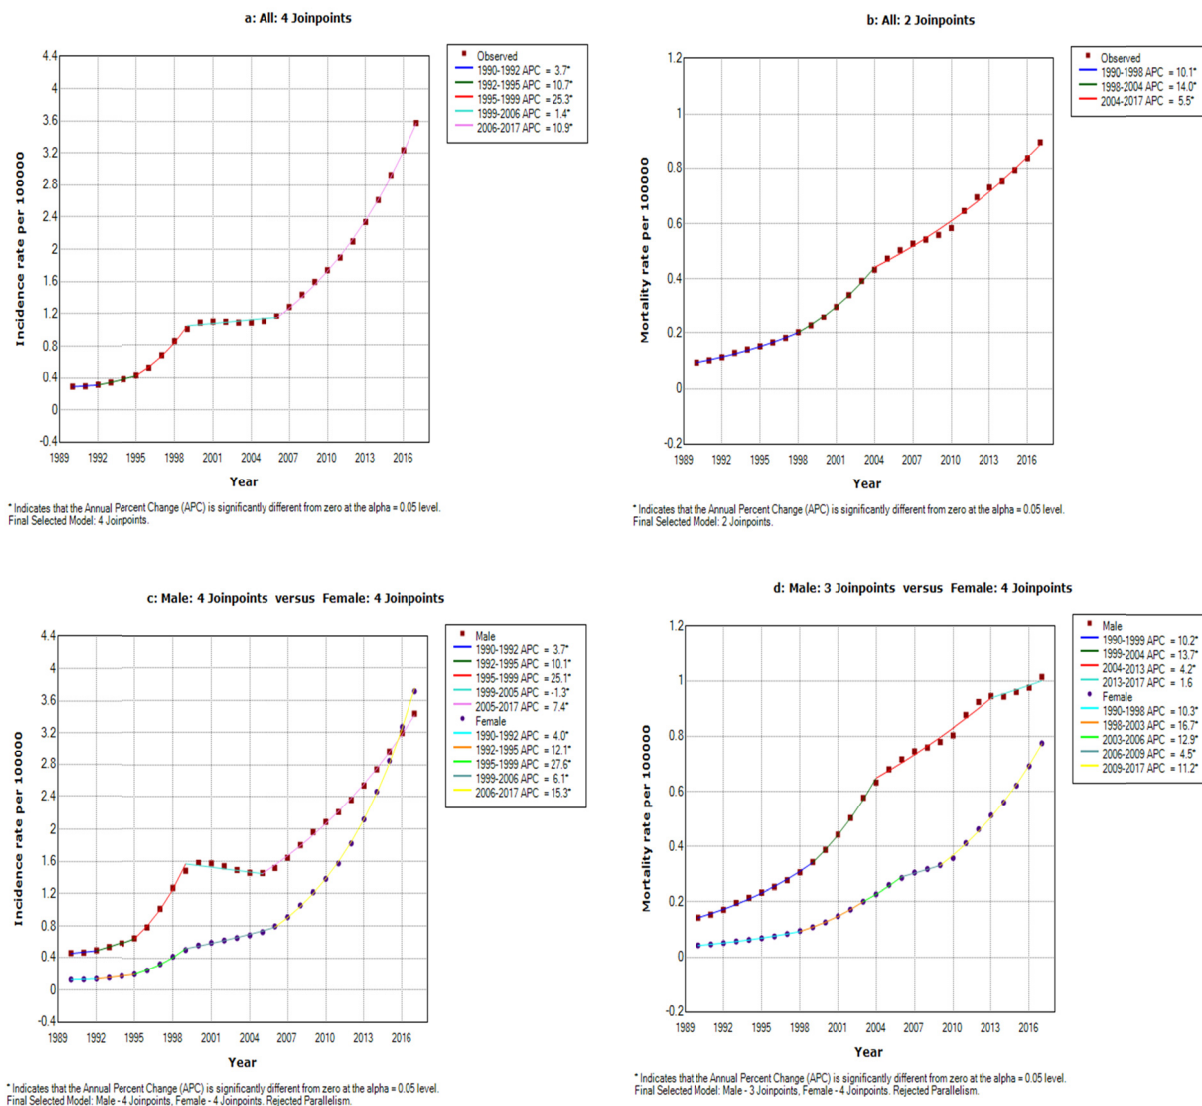 a: All: 4 Joinpoints
Incidence rate per 100000
4.4
4
3.6
3.2
2.8
2.4
2
1.6
1.2
0.8
0.4
0
-0.4
1989 1992 1995 1998 2001 2004 2007 2010 2013 2016
Year
Observed
1990-1992 APC = 3.7*
1992-1995 APC = 10.7*
1995-1999 APC = 25.3*
1999-2006 APC = 1.4*
2006-2017 APC = 10.9*
* Indicates that the Annual Percent Change (APC) is significantly different from zero at the alpha = 0.05 level.
Final Selected Model: 4 Joinpoints.
b: All: 2 Joinpoints
Mortality rate per 100000
1.2
1
0.8
0.6
0.4
0.2
0
-0.2
1989 1992 1995 1998 2001 2004 2007 2010 2013 2016
Year
Observed
1990-1998 APC = 10.1*
1998-2004 APC = 14.0*
2004-2017 APC = 5.5*
* Indicates that the Annual Percent Change (APC) is significantly different from zero at the alpha = 0.05 level.
Final Selected Model: 2 Joinpoints.
c: Male: 4 Joinpoints versus Female: 4 Joinpoints
Incidence rate per 100000
4.4
4
3.6
3.2
2.8
2.4
2
1.6
1.2
0.8
0.4
0
-0.4
1989 1992 1995 1998 2001 2004 2007 2010 2013 2016
Year
Male
1990-1992 APC = 3.7*
1992-1995 APC = 10.1*
1995-1999 APC = 25.1*
1999-2005 APC = -1.3*
2005-2017 APC = 7.4*
Female
1990-1992 APC = 4.0*
1992-1995 APC = 12.1*
1995-1999 APC = 27.6*
1999-2006 APC = 6.1*
2006-2017 APC = 15.3*
* Indicates that the Annual Percent Change (APC) is significantly different from zero at the alpha = 0.05 level.
Final Selected Model: Male - 4 Joinpoints, Female - 4 Joinpoints. Rejected Parallelism.
d: Male: 3 Joinpoints versus Female: 4 Joinpoints
Mortality rate per 100000
1.2
1
0.8
0.6
0.4
0.2
0
-0.2
1989 1992 1995 1998 2001 2004 2007 2010 2013 2016
Year
Male
1990-1999 APC = 10.2*
1999-2004 APC = 13.7*
2004-2013 APC = 4.2*
2013-2017 APC = 1.6
Female
1990-1998 APC = 10.3*
1998-2003 APC = 16.7*
2003-2006 APC = 12.9*
2006-2009 APC = 4.5*
2009-2017 APC = 11.2*
* Indicates that the Annual Percent Change (APC) is significantly different from zero at the alpha = 0.05 level.
Final Selected Model: Male - 3 Joinpoints, Female - 4 Joinpoints. Rejected Parallelism.